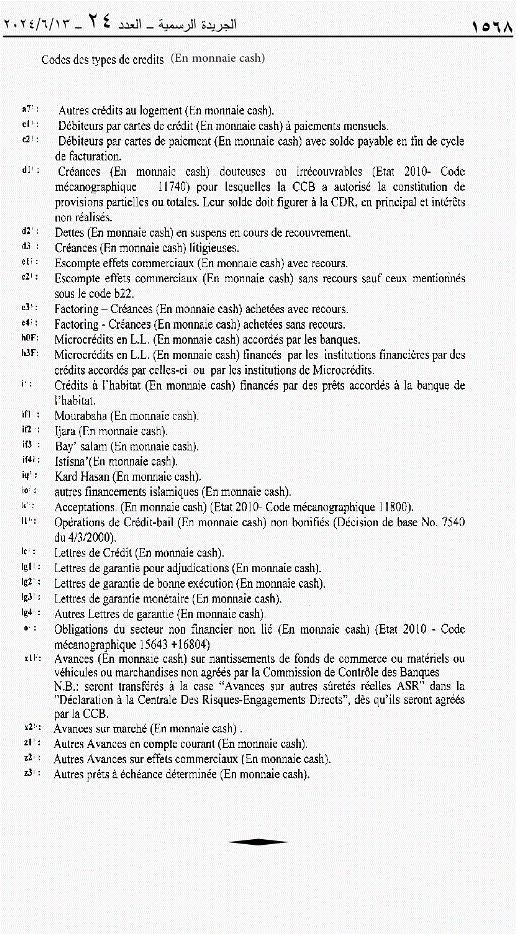 ١٥٦٨ الجريدة الرسمية – العدد ٢٤ – ٢٠٢٤/٦/١٣
Codes des types de credits (En monnaie cash)
Autres crédits au logement (En monnaie cash).
Débiteurs par cartes de crédit (En monnaie cash) à paiements mensuels.
Débiteurs par cartes de paiement (En monnaie cash) avec solde payable en fin de cycle
de facturation.
Créances (En monnaie cash) douteuses ou irrécouvrables (Etat 2010- Code
mécanographique 11740) pour lesquelles la CCB a autorisé la constitution de
provisions partielles ou totales. Leur solde doit figurer à la CDR, en principal et intérêts
non réalisés.
Dettes (En monnaie cash) en suspens en cours de recouvrement.
Créances (En monnaie cash) litigieuses.
Escompte effets commerciaux (En monnaie cash) avec recours.
Escompte effets commerciaux (En monnaie cash) sans recours sauf ceux mentionnés
sous le code b22.
Factoring – Créances (En monnaie cash) achetées avec recours.
Factoring - Créances (En monnaie cash) achetées sans recours.
h0F: Microcrédits en L.L. (En monnaie cash) accordés par les banques.
h3F: Microcrédits en L.L. (En monnaie cash) financés par les institutions financières par des
crédits accordés par celles-ci ou par les institutions de Microcrédits.
Crédits à l'habitat (En monnaie cash) financés par des prêts accordés à la banque de
l'habitat.
if1 : Mourabaha (En monnaie cash).
if2 : Ijara (En monnaie cash).
if3 : Bay' salam (En monnaie cash).
Istisna'(En monnaie cash).
Kard Hasan (En monnaie cash).
autres financements islamiques (En monnaie cash).
Acceptations. (En monnaie cash) (Etat 2010- Code mécanographique 11800).
Opérations de Crédit-bail (En monnaie cash) non bonifiés (Décision de base No. 7540
du 4/3/2000).
Lettres de Crédit (En monnaie cash).
Lettres de garantie pour adjudications (En monnaie cash).
Lettres de garantie de bonne exécution (En monnaie cash).
Lettres de garantie monétaire (En monnaie cash).
Autres Lettres de garantie (En monnaie cash).
Obligations du secteur non financier non lié (En monnaie cash) (Etat 2010 - Code
mécanographique 15643 +16804)
Avances (En monnaie cash) sur nantissements de fonds de commerce ou matériels ou
véhicules ou marchandises non agréés par la Commission de Contrôle des Banques
N.B.: seront transférés à la case “Avances sur autres sûretés réelles ASR” dans la
"Déclaration à la Centrale Des Risques-Engagements Directs”, dès qu'ils seront agréés
par la CCB.
Avances sur marché (En monnaie cash) .
Autres Avances en compte courant (En monnaie cash).
Autres Avances sur effets commerciaux (En monnaie cash).
Autres prêts à échéance déterminée (En monnaie cash).